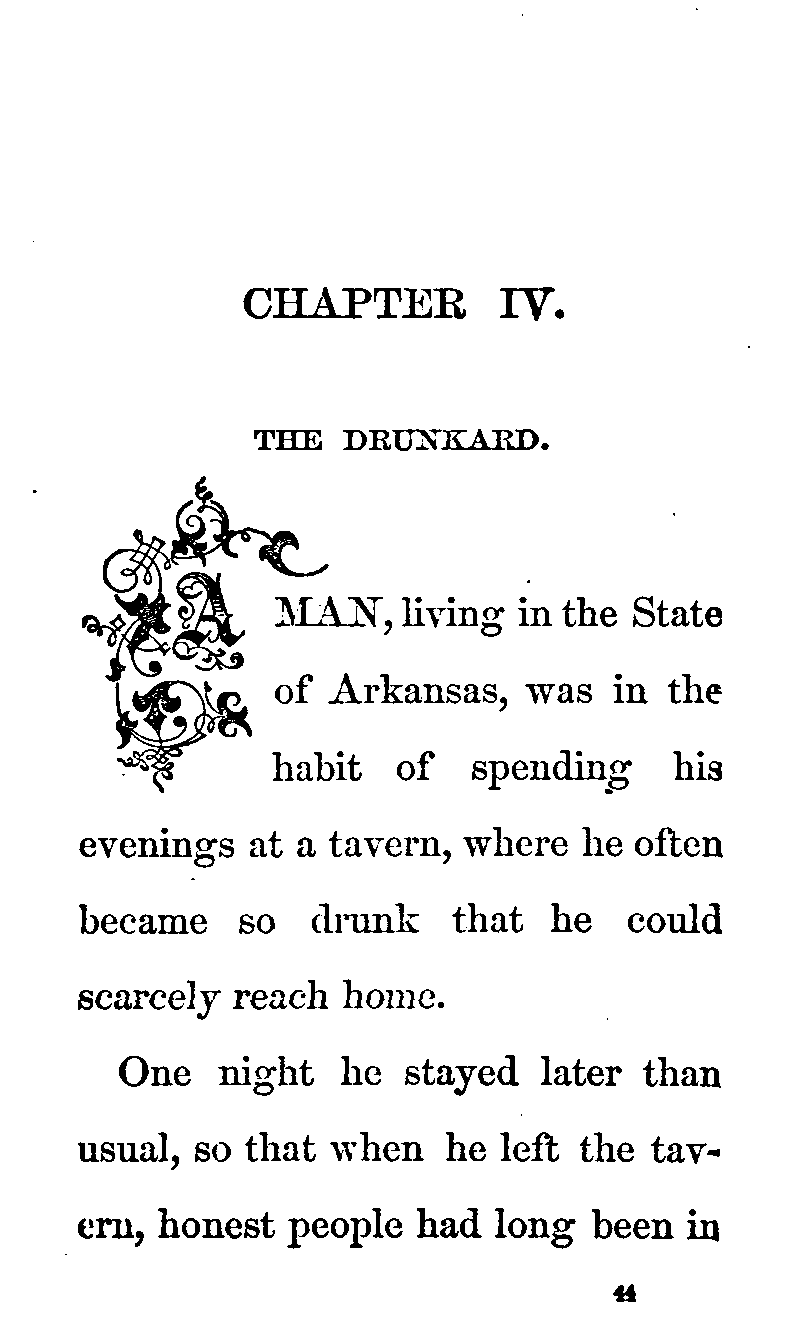 CHAPTER IV.
THE DRUNKARD.
A MAN, living in the State
of Arkansas, was in the
habit of spending his
evenings at a tavern, where he often
became so drunk that he could
scarcely reach home.
One night he stayed later than
usual, so that when he left the tav-
ern, honest people had long been in
44